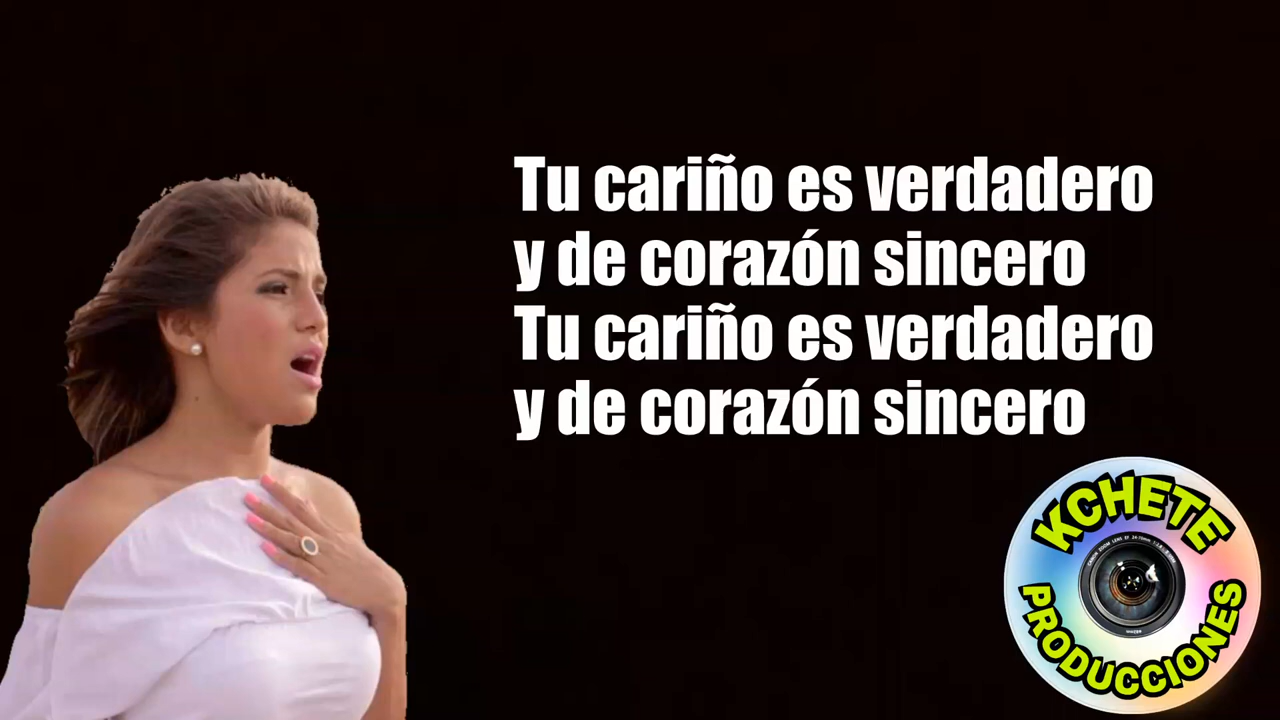 Tu cariño es verdadero
y de corazón sincero
Tu cariño es verdadero
y de corazón sincero
KCHETE
PRODUCCIONES